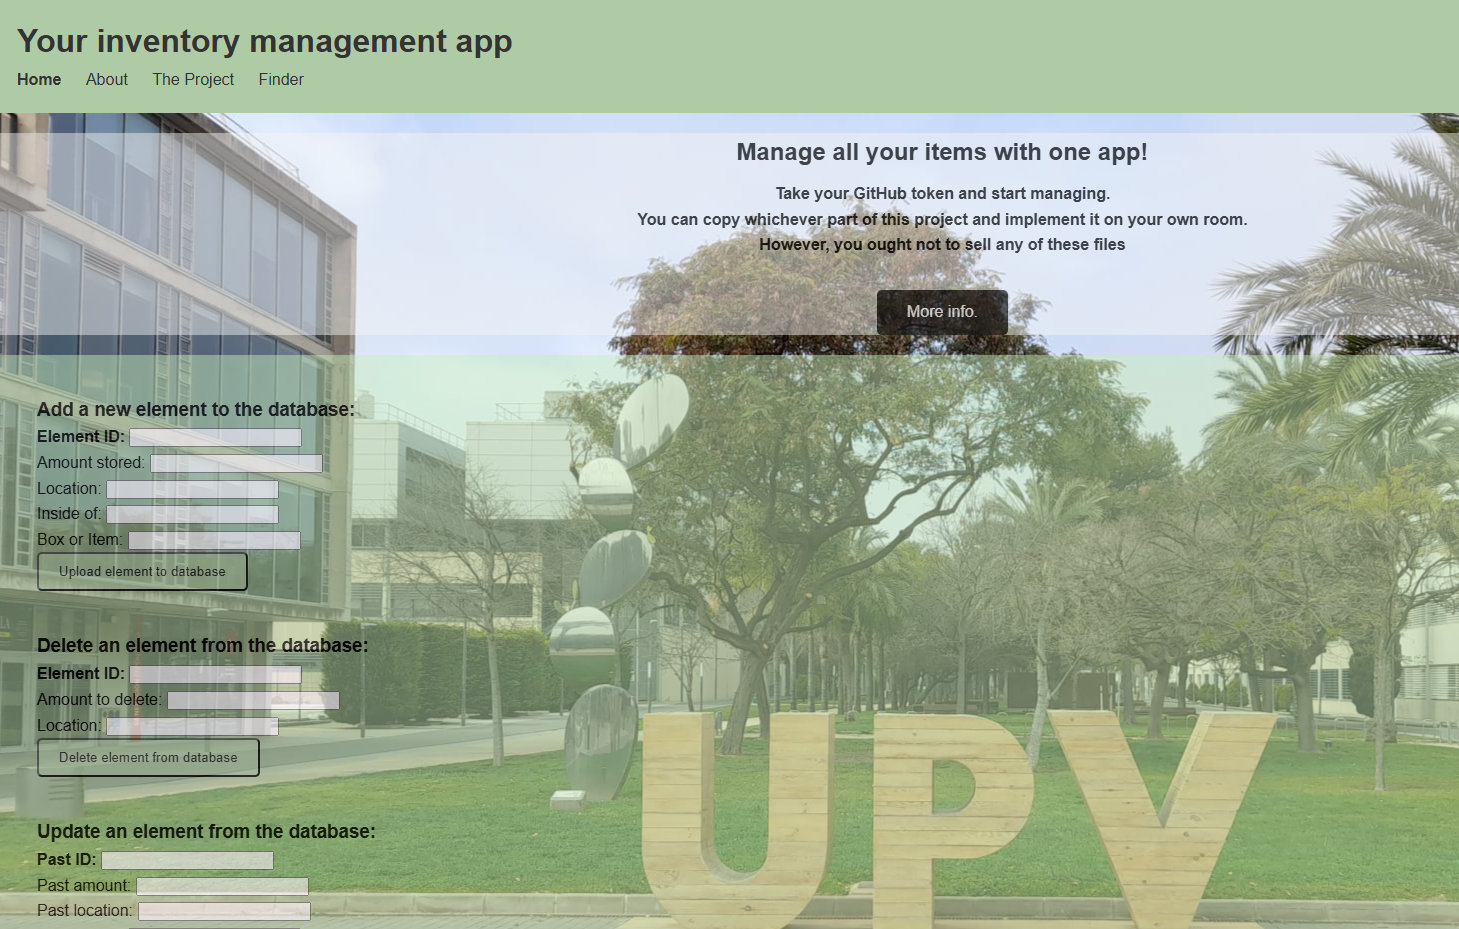 Your inventory management app
Home About The Project Finder
Manage all your items with one app!
Take your GitHub token and start managing.
You can copy whichever part of this project and implement it on your own room.
However, you ought not to sell any of these files
More info.
Add a new element to the database:
Element ID:
Amount stored:
Location:
Inside of:
Box or Item:
Upload element to database
Delete an element from the database:
Element ID:
Amount to delete:
Location:
Delete element from database
Update an element from the database:
Past ID:
Past amount:
Past location:
UPV